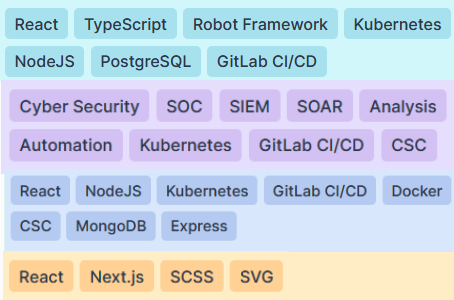 React TypeScript Robot Framework Kubernetes
NodeJS PostgreSQL GitLab CI/CD
Cyber Security SOC SIEM SOAR Analysis
Automation Kubernetes GitLab CI/CD CSC
React NodeJS Kubernetes GitLab CI/CD Docker
CSC MongoDB Express
React Next.js SCSS SVG